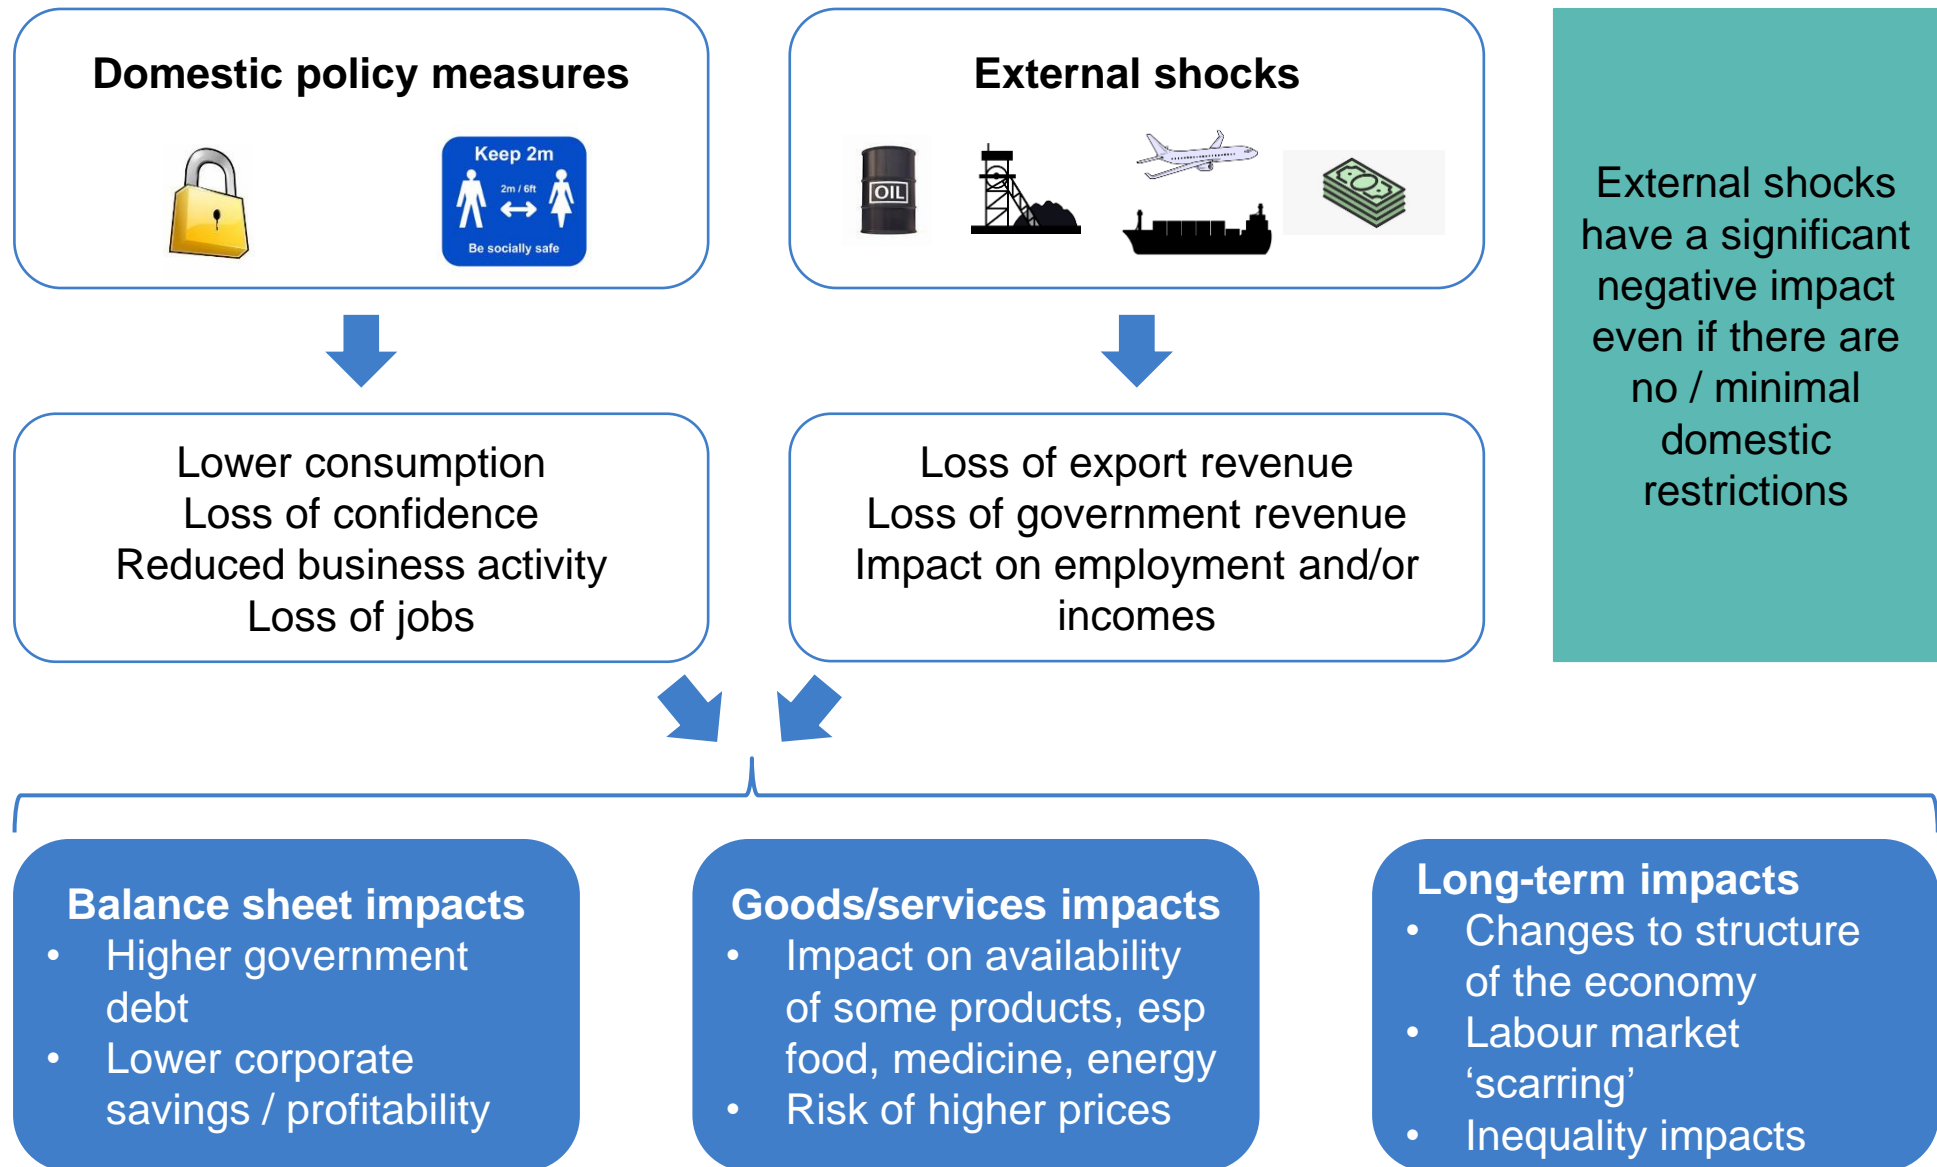 Domestic policy measures
Keep 2m
2m / 6ft
Be socially safe
External shocks
OIL
External shocks
have a significant
negative impact
even if there are
no / minimal
domestic
restrictions
Lower consumption
Loss of confidence
Reduced business activity
Loss of jobs
Loss of export revenue
Loss of government revenue
Impact on employment and/or
incomes
Balance sheet impacts
• Higher government
debt
• Lower corporate
savings / profitability
Goods/services impacts
• Impact on availability
of some products, esp
food, medicine, energy
• Risk of higher prices
Long-term impacts
• Changes to structure
of the economy
• Labour market
‘scarring’
• Inequality impacts